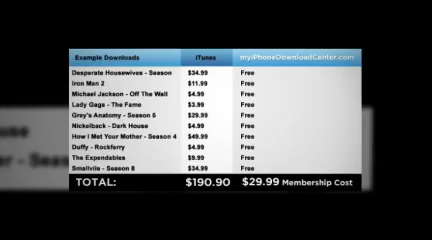 Example Downloads iTunes myiPhoneDownloadCenter.com
Desperate Housewives - Season $34.99 Free
Iron Man 2 $11.99 Free
Michael Jackson - Off The Wall $4.99 Free
Lady Gaga - The Fame $3.99 Free
Grey's Anatomy - Season 5 $29.99 Free
Nickelback - Dark House $4.99 Free
How I Met Your Mother - Season 4 $49.99 Free
Duffy - Rockferry $4.99 Free
The Expendables $9.99 Free
Smallville - Season 8 $34.99 Free
TOTAL: $190.90 $29.99 Membership Cost